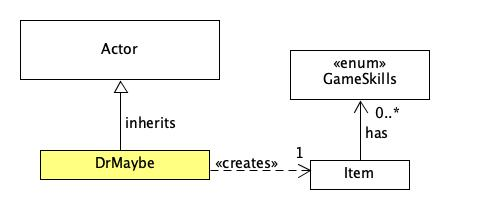 Actor
«enum»
GameSkills
0..*
inherits
has
DrMaybe
«creates»
1
Item